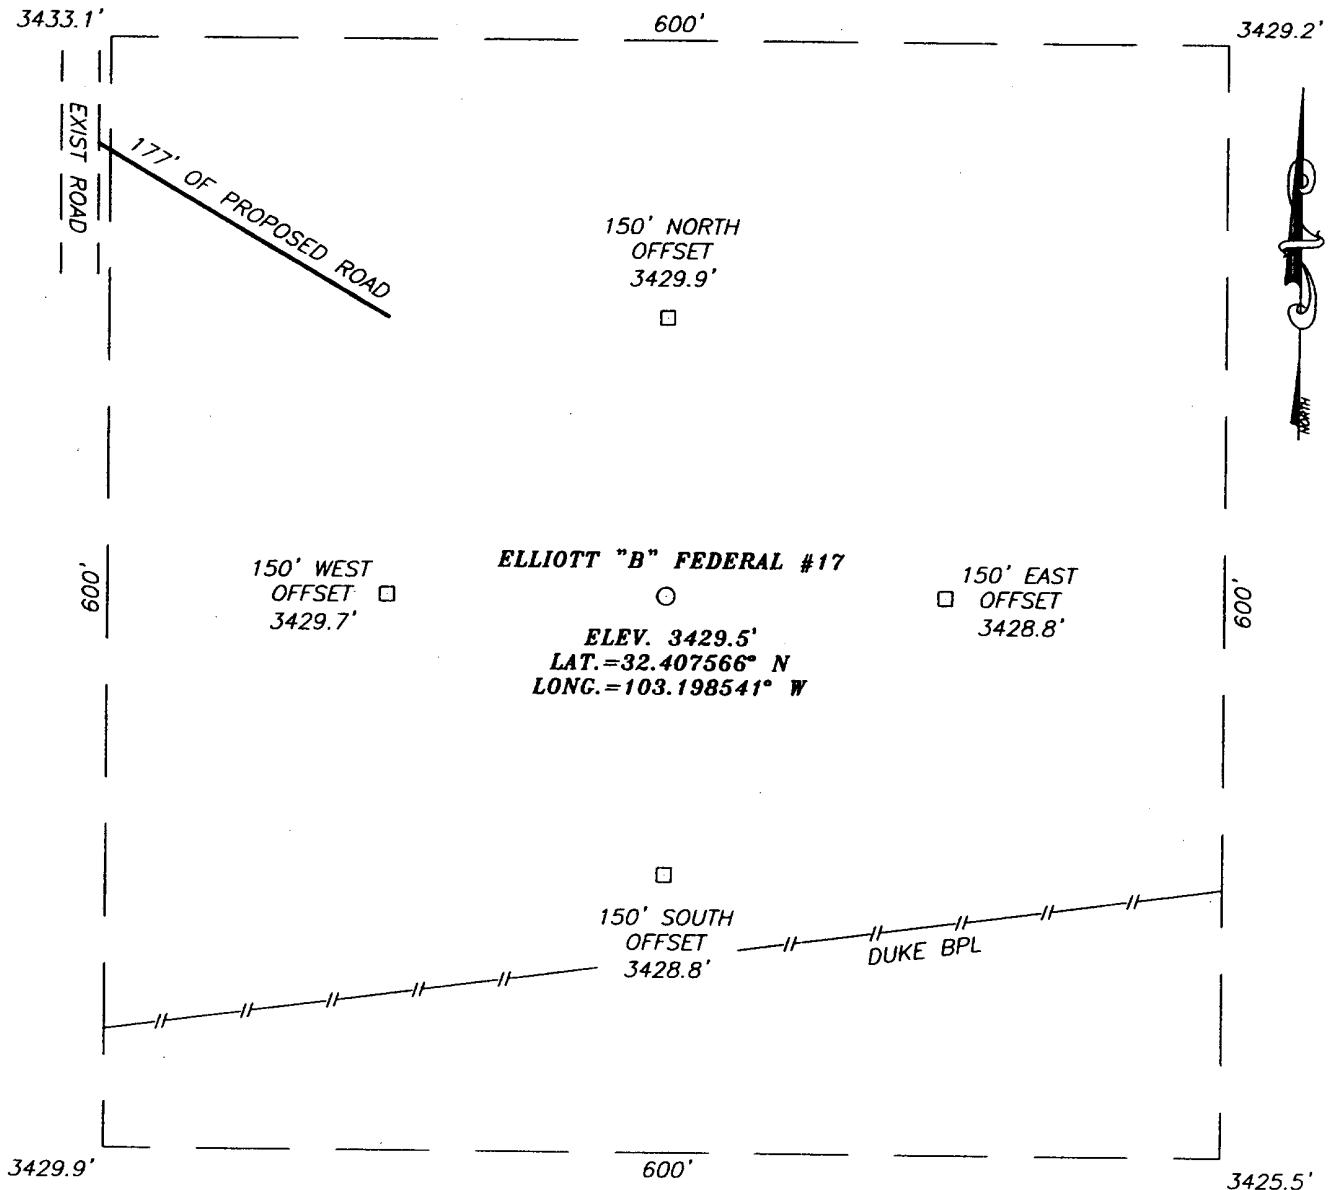 3433.1'
600'
3429.2'
EXIST ROAD
177' OF PROPOSED ROAD
150' NORTH
OFFSET
3429.9'
NORTH
600'
150' WEST
OFFSET
3429.7'
ELLIOTT "B" FEDERAL #17
ELEV. 3429.5'
LAT.=32.407566° N
LONG.=103.198541° W
150' EAST
OFFSET
3428.8'
600'
150' SOUTH
OFFSET
3428.8'
DUKE BPL
3429.9'
600'
3425.5'